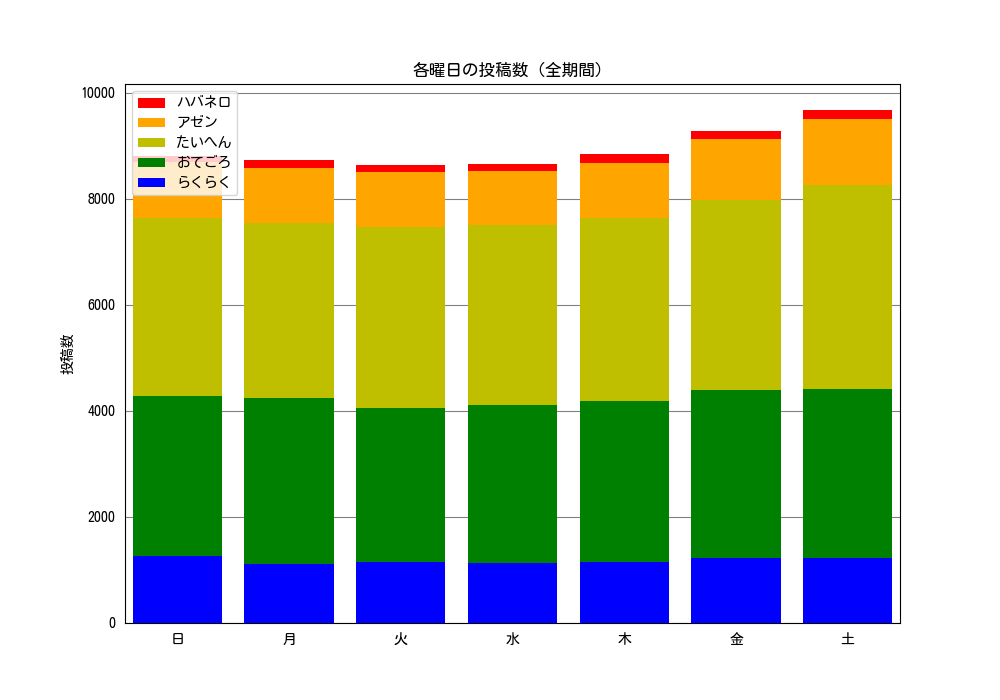 各曜日の投稿数（全期間）
投稿数
10000
8000
6000
4000
2000
0
ハバネロ
アゼン
たいへん
おてごろ
らくらく
日 月 火 水 木 金 土